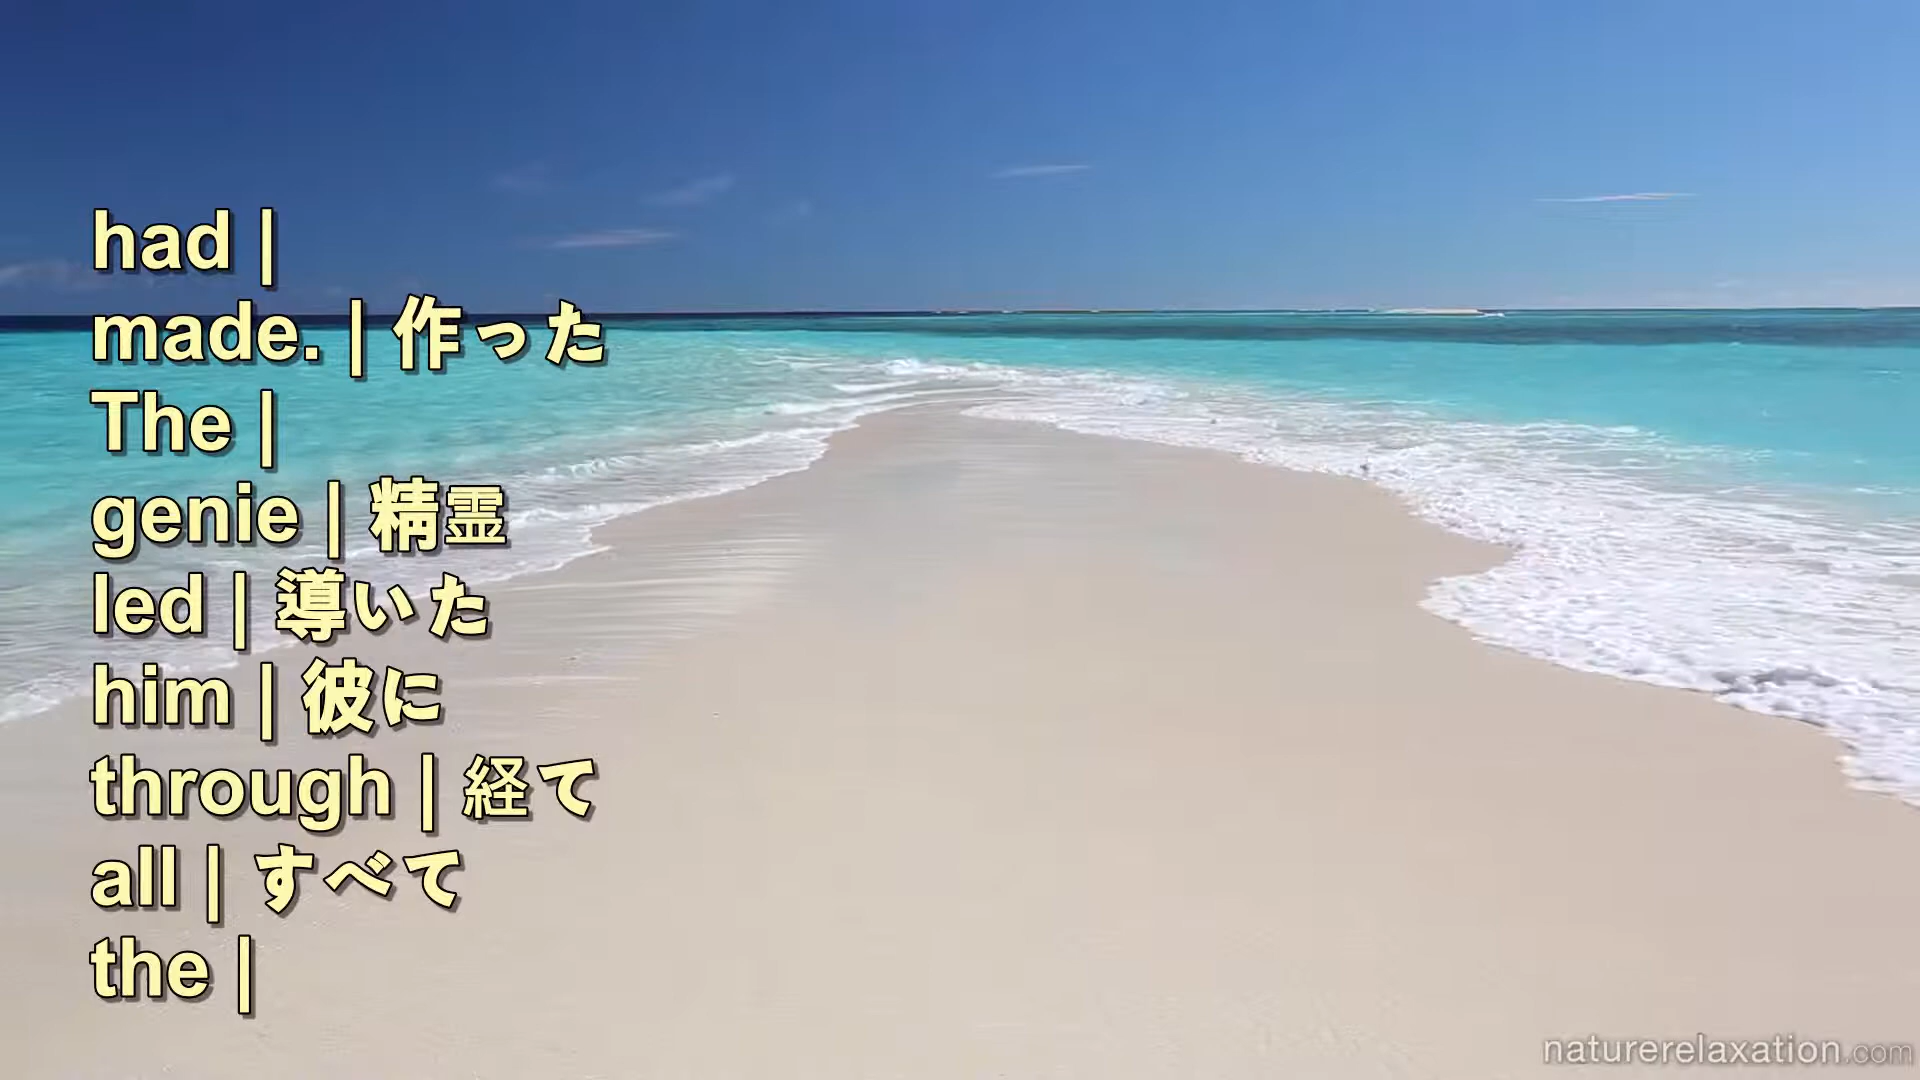 had |
made. | 作った
The |
genie | 精霊
led | 導いた
him | 彼に
through | 経て
all | すべて
the |
naturerelaxation.com